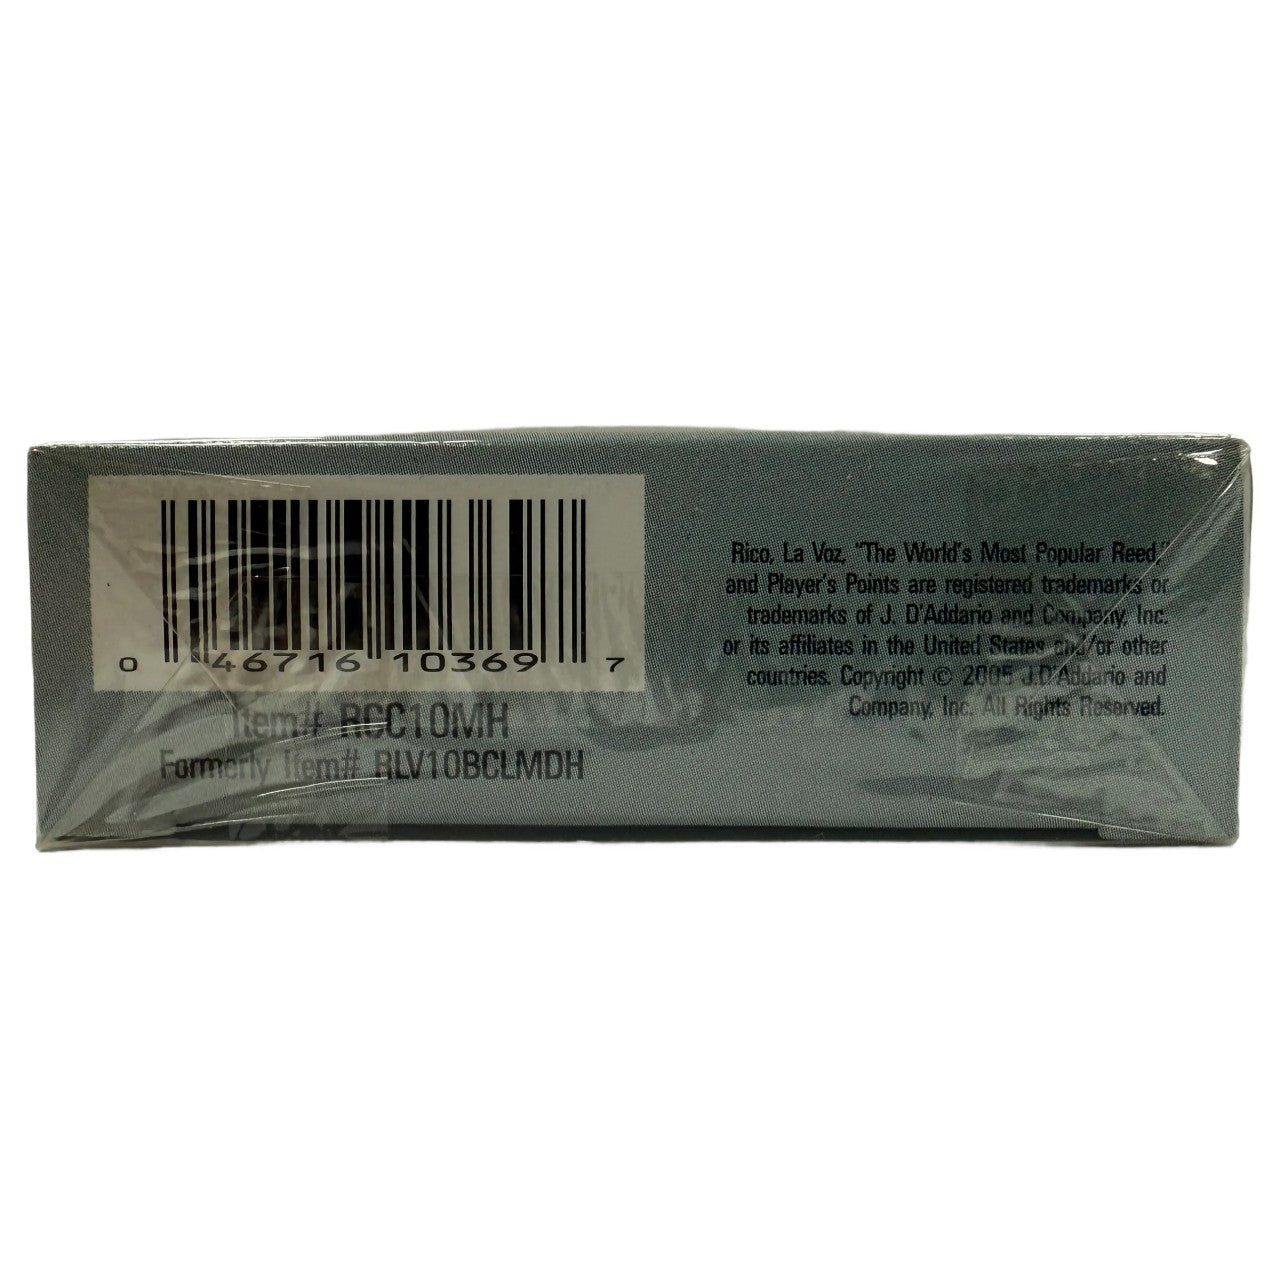 0 46716 10369 7
Item# RCC10MH
Formerly Item# RLV10BCLMDH
Rico, La Voz, "The World's Most Popular Reed,"
and Player's Points are registered trademarks or
trademarks of J. D'Addario and Company, Inc.
or its affiliates in the United States and/or other
countries. Copyright © 2005 J.D'Addario and
Company, Inc. All Rights Reserved.